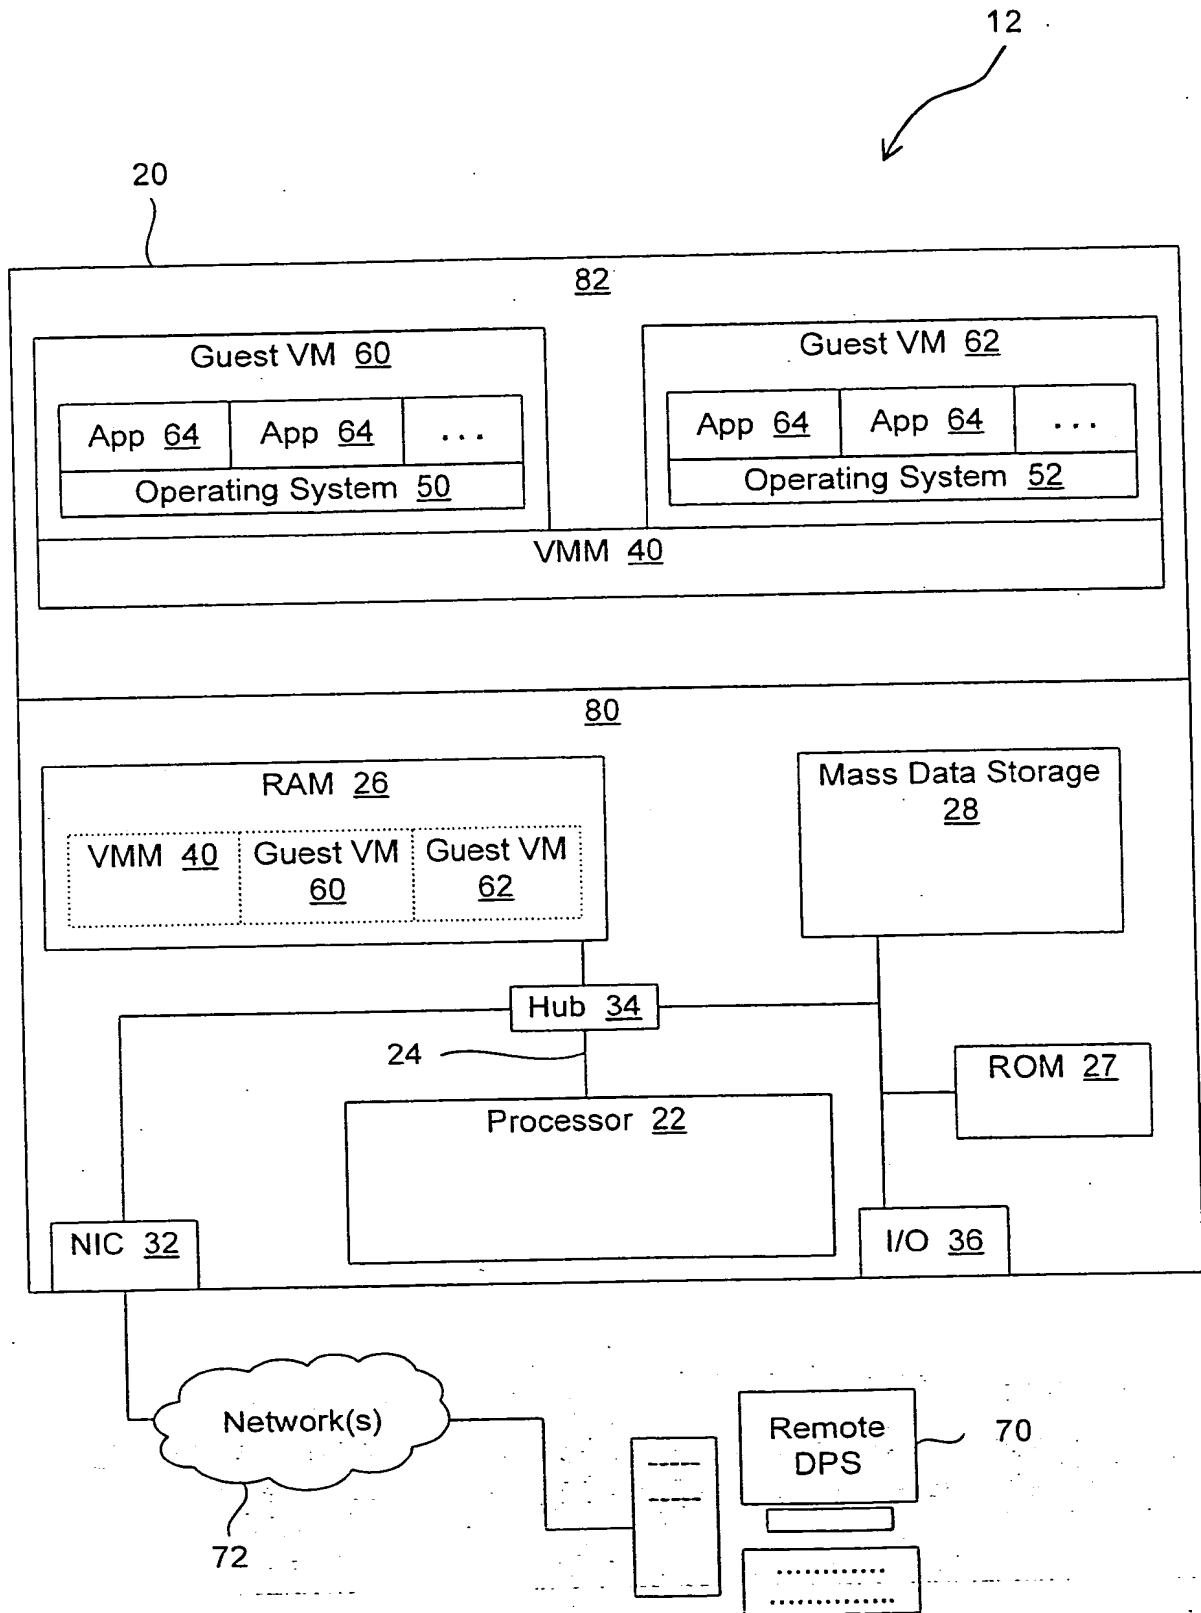 12
20
82
Guest VM 60
Guest VM 62
App 64 App 64 ...
App 64 App 64 ...
Operating System 50
Operating System 52
VMM 40
80
RAM 26
Mass Data Storage
28
VMM 40
Guest VM
60
Guest VM
62
Hub 34
24
ROM 27
Processor 22
NIC 32
I/O 36
Network(s)
Remote
DPS
70
72